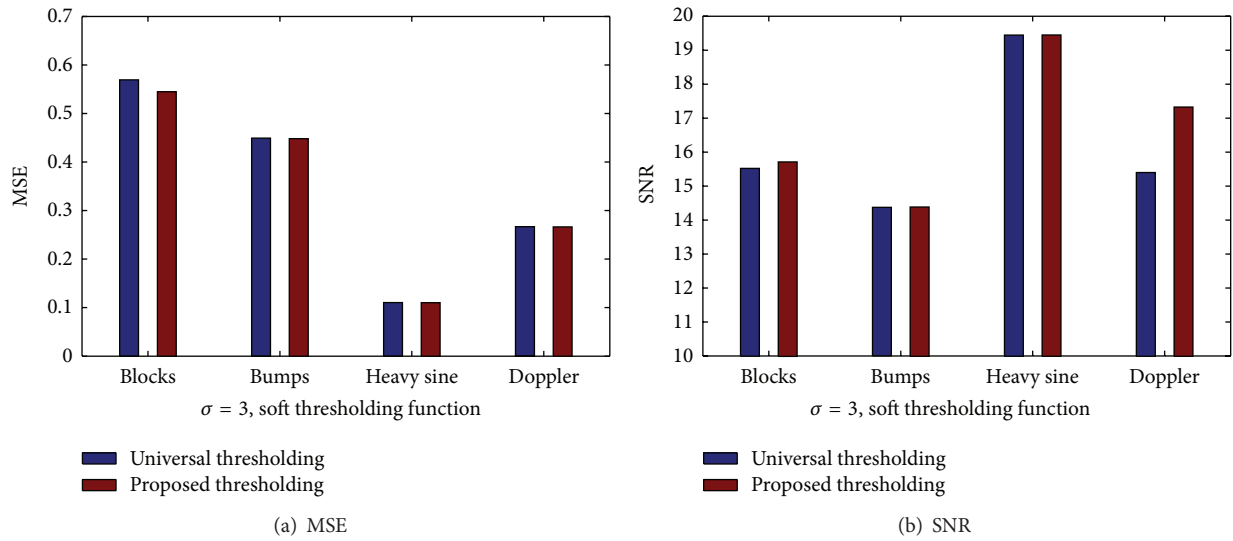 0.7
0.6
0.5
0.4
0.3
0.2
0.1
0
MSE
Blocks Bumps Heavy sine Doppler
σ = 3, soft thresholding function
Universal thresholding
Proposed thresholding
(a) MSE
20
19
18
17
16
15
14
13
12
11
10
SNR
Blocks Bumps Heavy sine Doppler
σ = 3, soft thresholding function
Universal thresholding
Proposed thresholding
(b) SNR